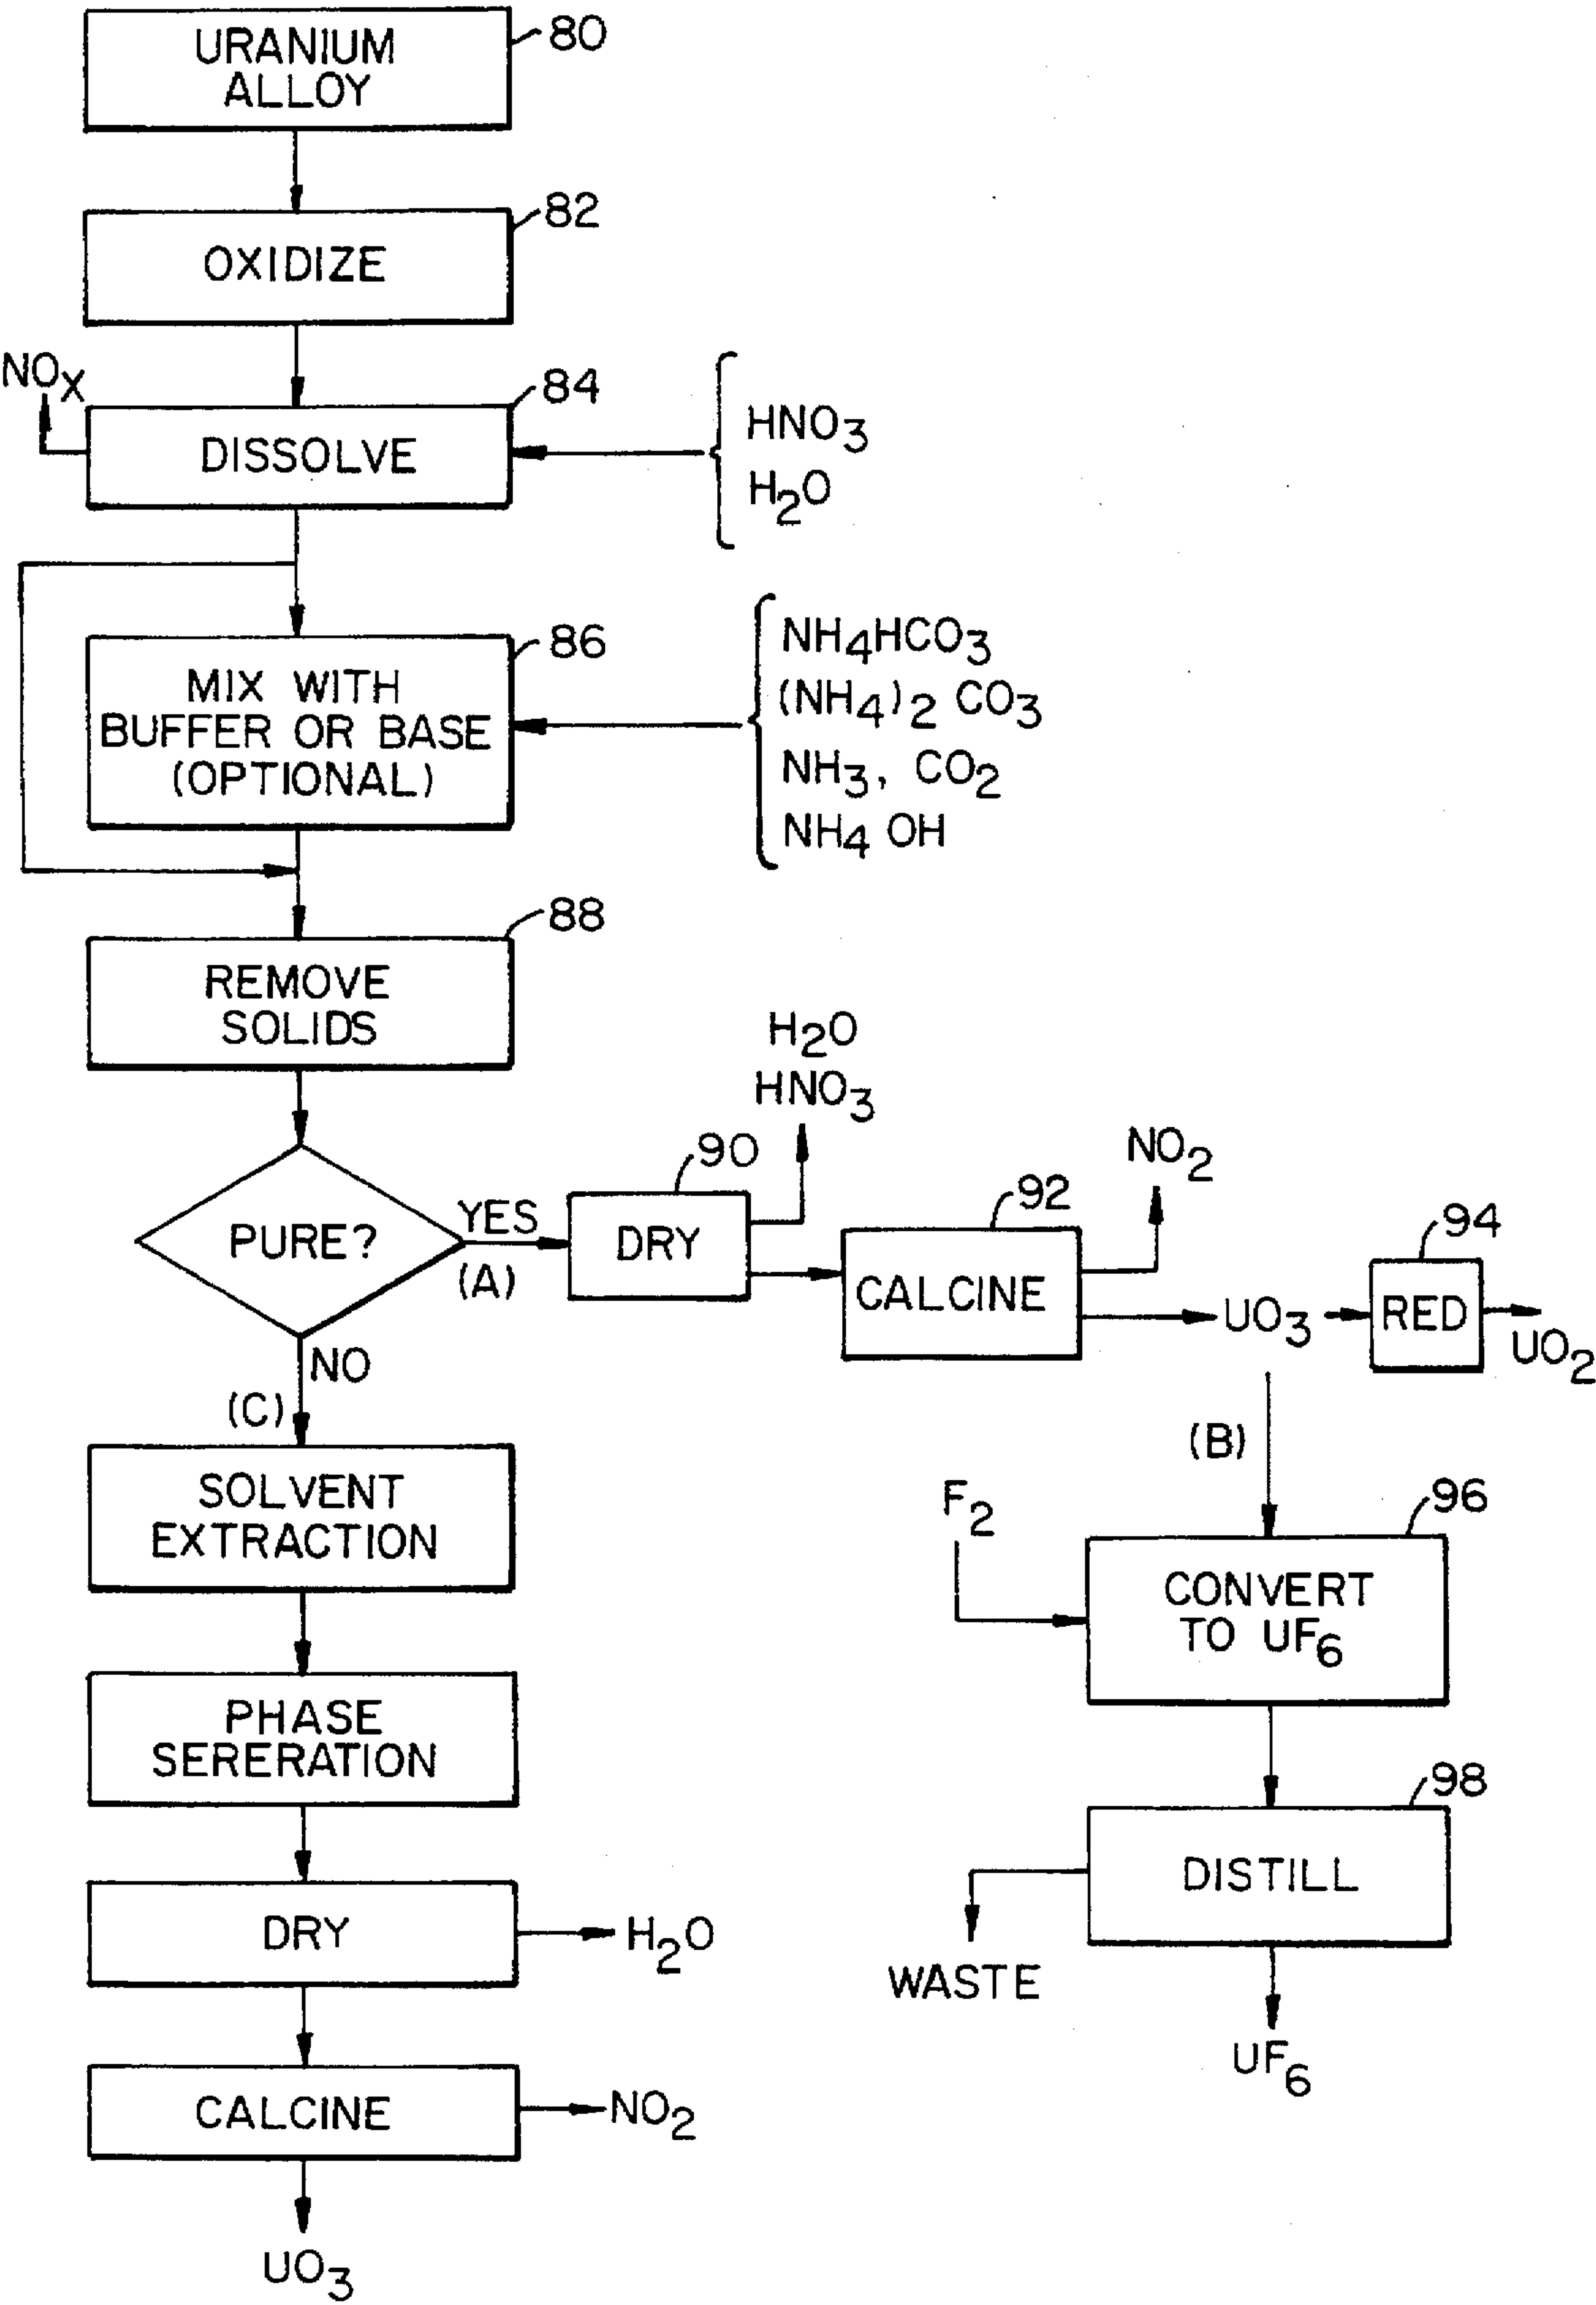 URANIUM
ALLOY
80
OXIDIZE
82
NOX
DISSOLVE
84
HNO3
H2O
MIX WITH
BUFFER OR BASE
(OPTIONAL)
86
NH4HCO3
(NH4)2 CO3
NH3, CO2
NH4 OH
REMOVE
SOLIDS
88
PURE?
YES
(A)
NO
(C)
DRY
90
H2O
HNO3
CALCINE
92
NO2
UO3
RED
94
UO2
(B)
F2
CONVERT
TO UF6
96
DISTILL
98
WASTE
UF6
SOLVENT
EXTRACTION
PHASE
SERERATION
DRY
H2O
CALCINE
NO2
UO3